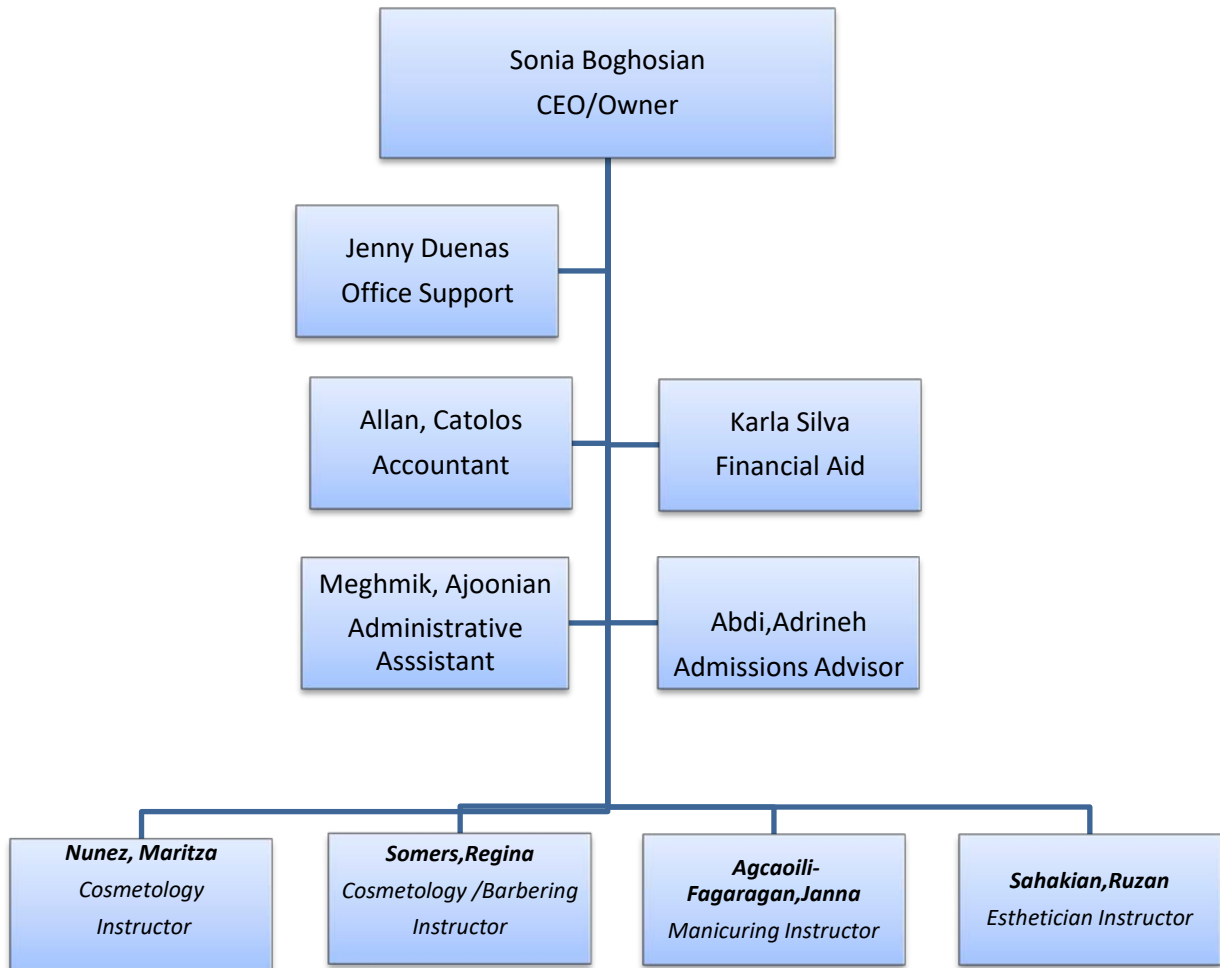 Sonia Boghosian
CEO/Owner
Jenny Duenas
Office Support
Allan, Catolos
Accountant
Karla Silva
Financial Aid
Meghmik, Ajoonian
Administrative
Asssistant
Abdi,Adrineh
Admissions Advisor
Nunez, Maritza
Cosmetology
Instructor
Somers,Regina
Cosmetology /Barbering
Instructor
Agcaoili-
Fagaragan,Janna
Manicuring Instructor
Sahakian,Ruzan
Esthetician Instructor